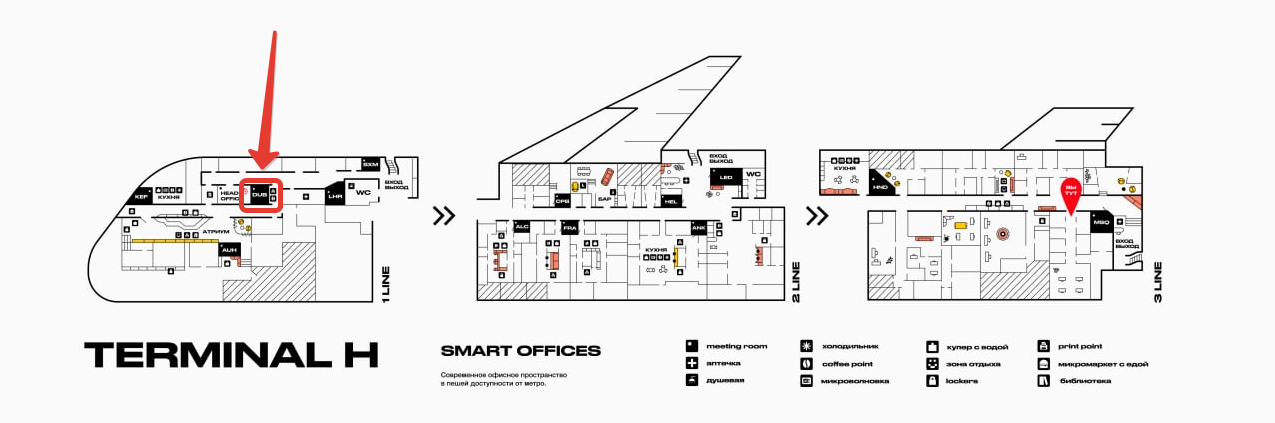 SXM
ВХОД
ВЫХОД
KEF
КУХНЯ
HEAD
OFFIC
DUB
LHR
WC
АТРИУМ
AUH
1 LINE
ВХОД
ВЫХОД
LED
WC
CPH
БАР
HEL
ALC
FRA
ANK
КУХНЯ
2 LINE
КУХНЯ
HND
ВЫ
ТУТ
MSQ
ВХОД
ВЫХОД
3 LINE
TERMINAL H
SMART OFFICES
Современное офисное пространство
в пешей доступности от метро.
meeting room
аптечка
душевая
холодильник
coffee point
микроволновка
кулер с водой
зона отдыха
lockers
print point
микромаркет с едой
библиотека